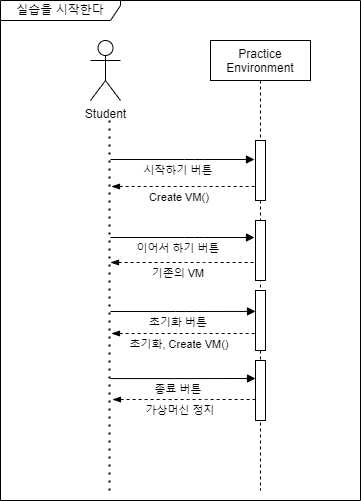 실습을 시작한다
Practice
Environment
Student
시작하기 버튼
Create VM()
이어서 하기 버튼
기존의 VM
초기화 버튼
초기화, Create VM()
종료 버튼
가상머신 정지